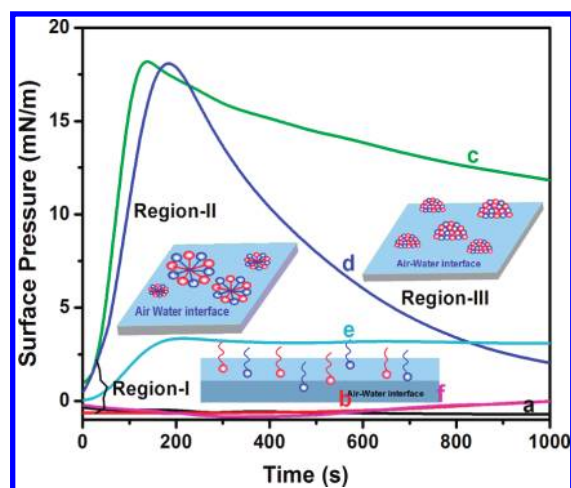 Surface Pressure (mN/m)
20
15
10
5
0
c
Region-II
d
Air-Water interface
Air Water interface
Region-III
e
Region-I
Air-Water interface
b
f
a
0
200
400
600
800
1000
Time (s)